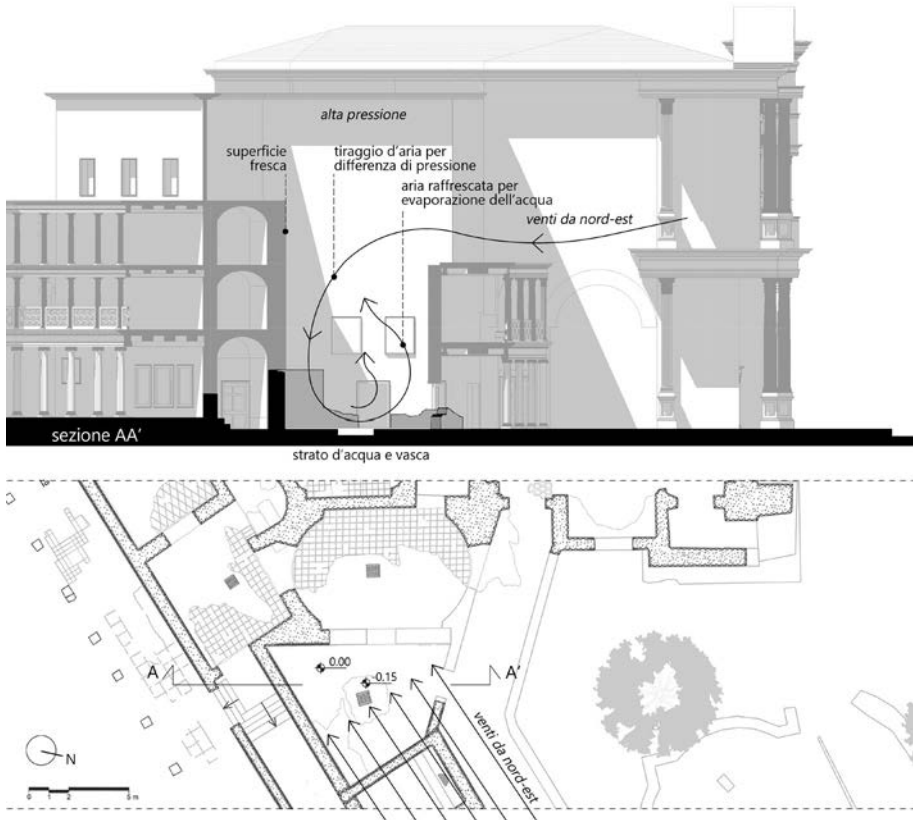 alta pressione
superficie
fresca
tiraggio d'aria per
differenza di pressione
aria raffrescata per
evaporazione dell'acqua
venti da nord-est
sezione AA'
strato d'acqua e vasca
A
0.00
-0.15
A'
venti da nord-est
N
0 1 2 5 m